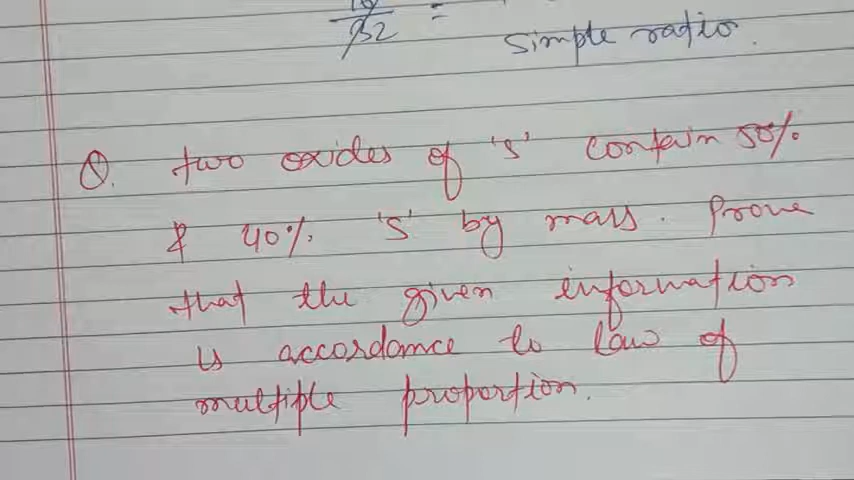 32 =
simple ratio.
Q. two oxides of 's' contain 50%
& 40% 's' by mass. Prove
that the given information
is accordance to law of
multiple proportion.